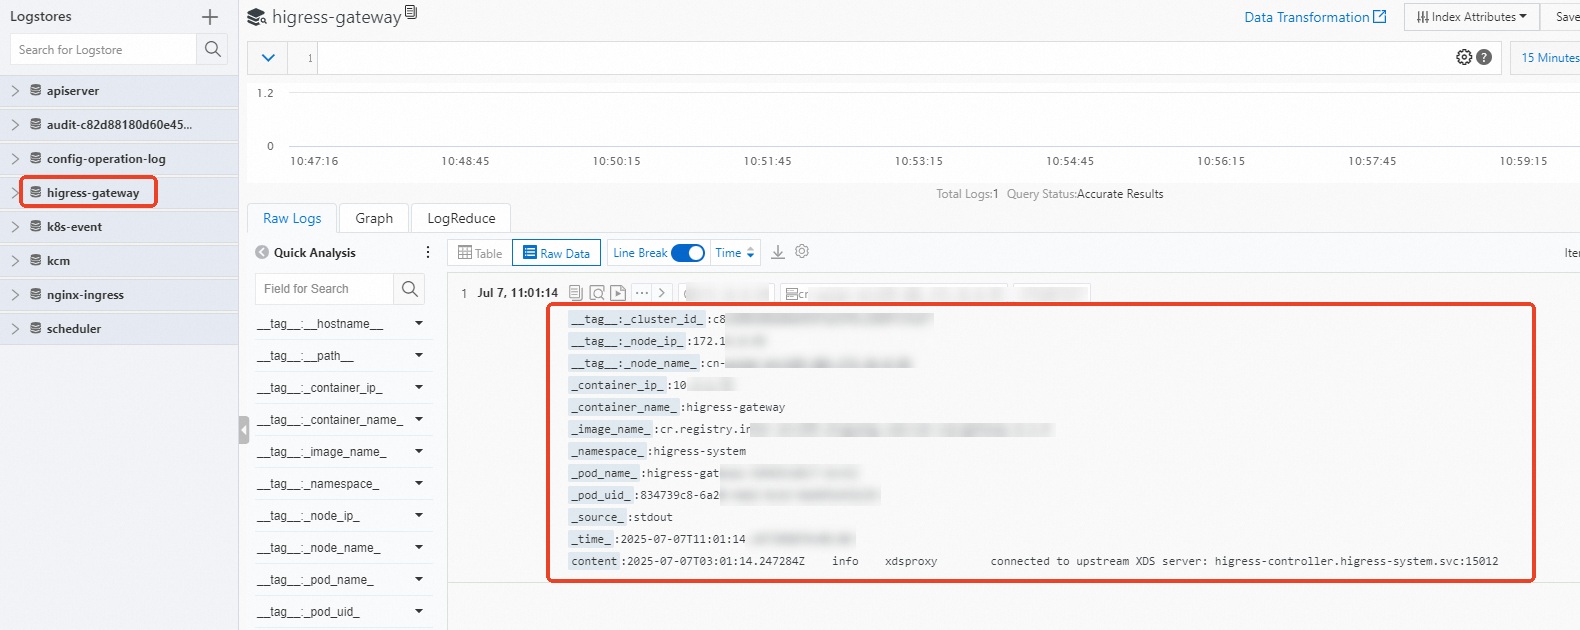 Logstores
Search for Logstore
apiserver
audit-c82d88180d60e45...
config-operation-log
higress-gateway
k8s-event
kcm
nginx-ingress
scheduler
higress-gateway
Data Transformation
Index Attributes
Save
1
?
15 Minutes
1.2
0
10:47:16 10:48:45 10:50:15 10:51:45 10:53:15 10:54:45 10:56:15 10:57:45 10:59:15
Total Logs:1 Query Status:Accurate Results
Raw Logs Graph LogReduce
Quick Analysis
Field for Search
__tag__:__hostname__
__tag__:__path__
__tag__:_container_ip_
__tag__:_container_name_
__tag__:_image_name_
__tag__:_namespace_
__tag__:_node_ip_
__tag__:_node_name_
__tag__:_pod_name_
__tag__:_pod_uid_
Table Raw Data Line Break Time
1 Jul 7, 11:01:14
__tag__:_cluster_id_ :c8
__tag__:_node_ip_ :172.1
__tag__:_node_name_ :cn-
_container_ip_ :10
_container_name_ :higress-gateway
_image_name_ :cr.registry.in
_namespace_ :higress-system
_pod_name_ :higress-gat
_pod_uid_ :834739c8-6a2
_source_ :stdout
_time_ :2025-07-07T11:01:14
content :2025-07-07T03:01:14.247284Z info xdsproxy connected to upstream XDS server: higress-controller.higress-system.svc:15012